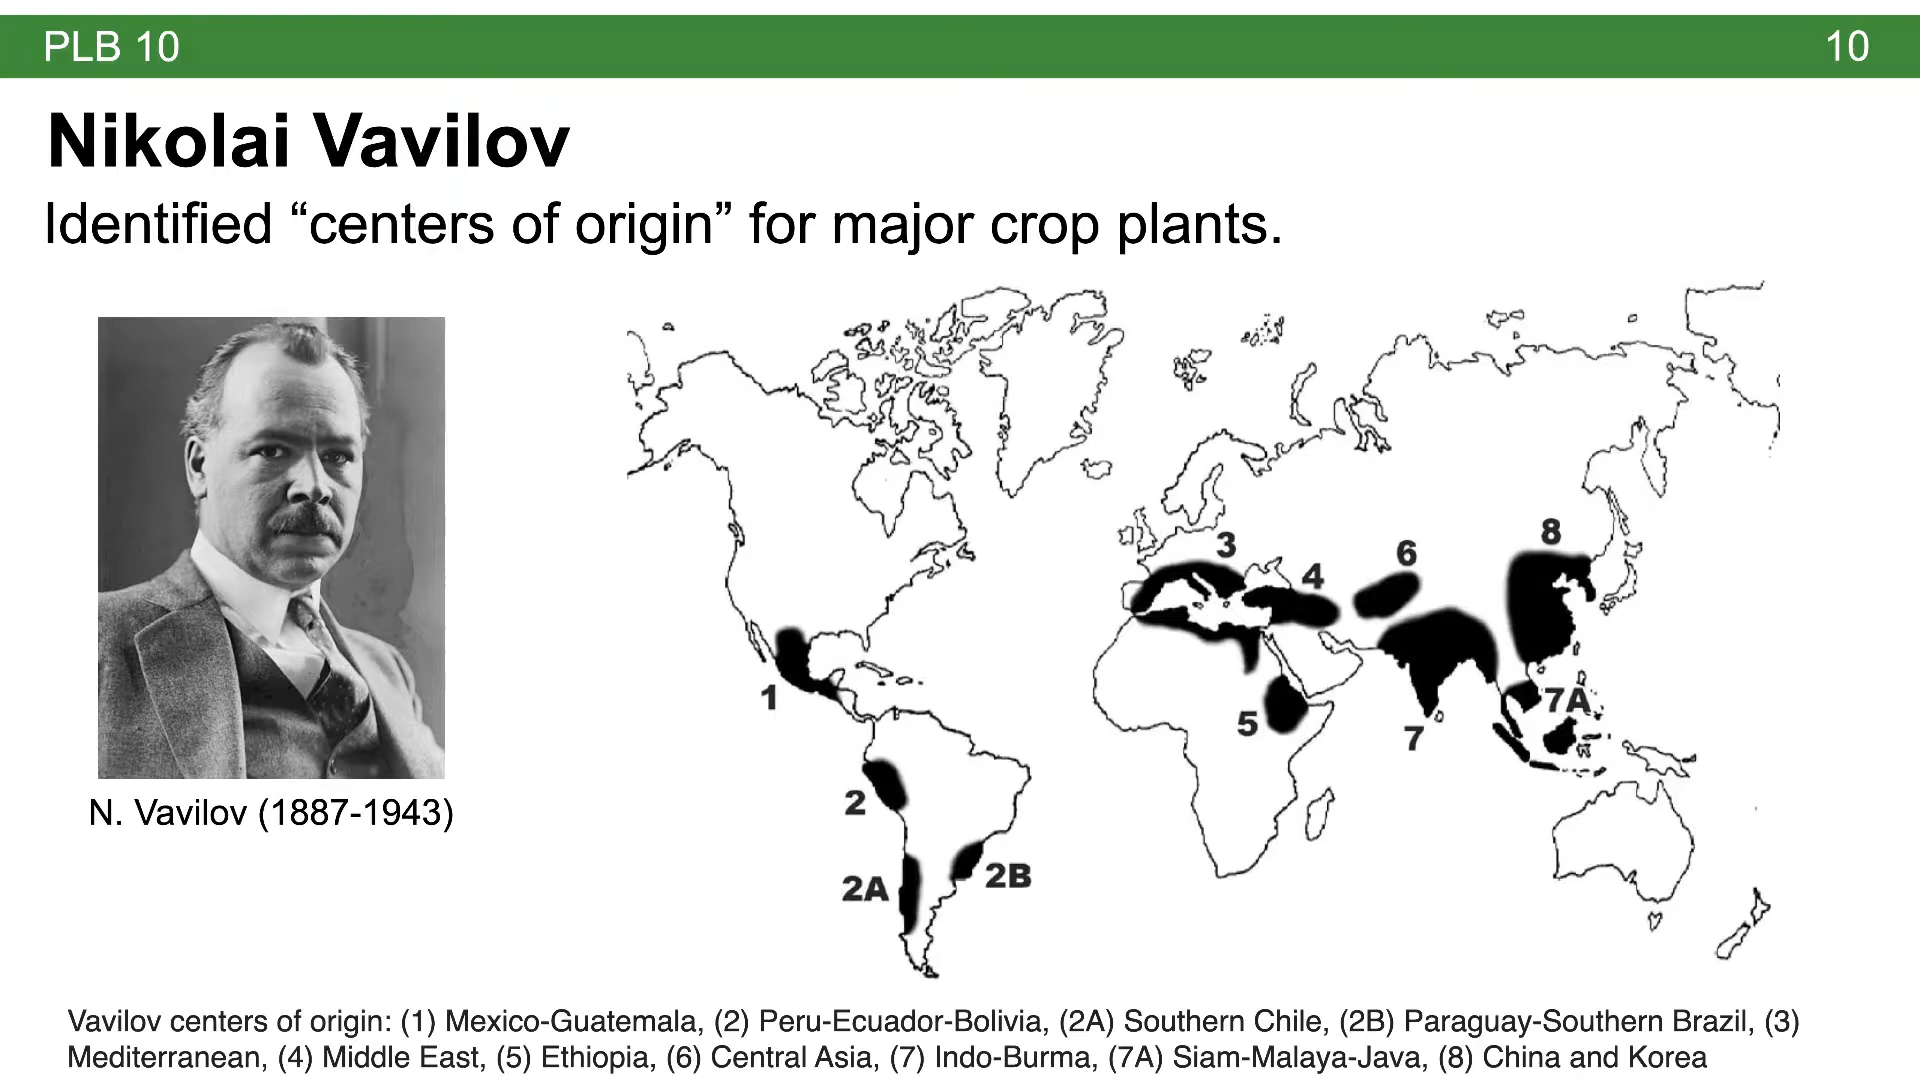 PLB 10
10
Nikolai Vavilov
Identified “centers of origin” for major crop plants.
N. Vavilov (1887-1943)
1
2
2A
2B
3
4
5
6
7
7A
8
Vavilov centers of origin: (1) Mexico-Guatemala, (2) Peru-Ecuador-Bolivia, (2A) Southern Chile, (2B) Paraguay-Southern Brazil, (3)
Mediterranean, (4) Middle East, (5) Ethiopia, (6) Central Asia, (7) Indo-Burma, (7A) Siam-Malaya-Java, (8) China and Korea